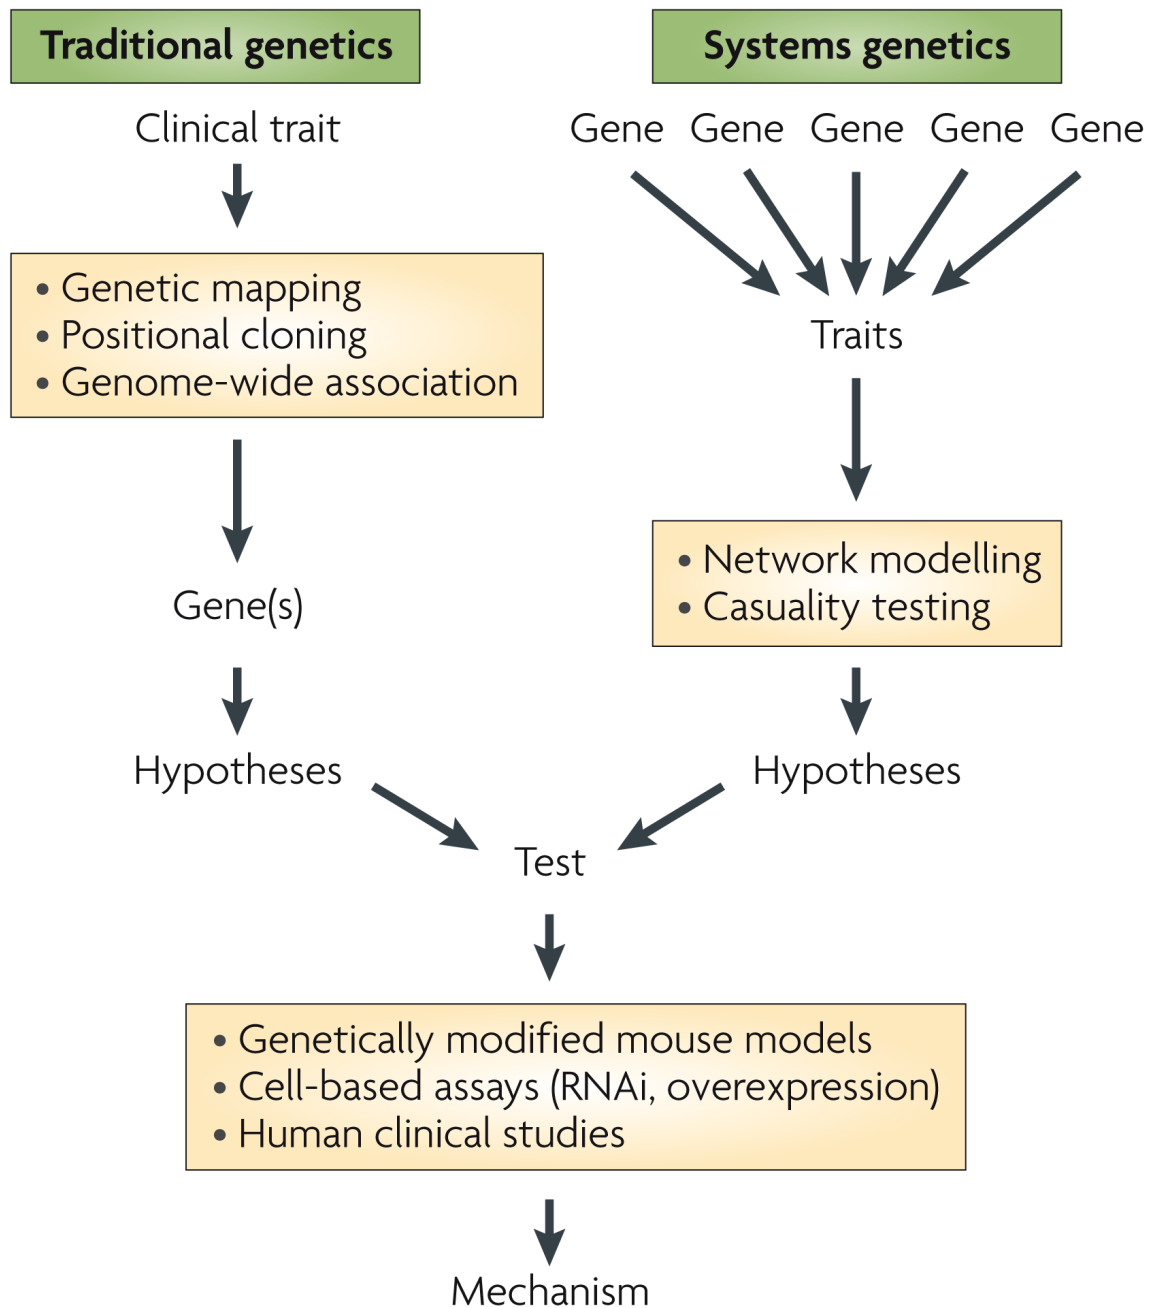 Traditional genetics
Clinical trait
• Genetic mapping
• Positional cloning
• Genome-wide association
Gene(s)
Hypotheses
Systems genetics
Gene Gene Gene Gene Gene
Traits
• Network modelling
• Casuality testing
Hypotheses
Test
• Genetically modified mouse models
• Cell-based assays (RNAi, overexpression)
• Human clinical studies
Mechanism